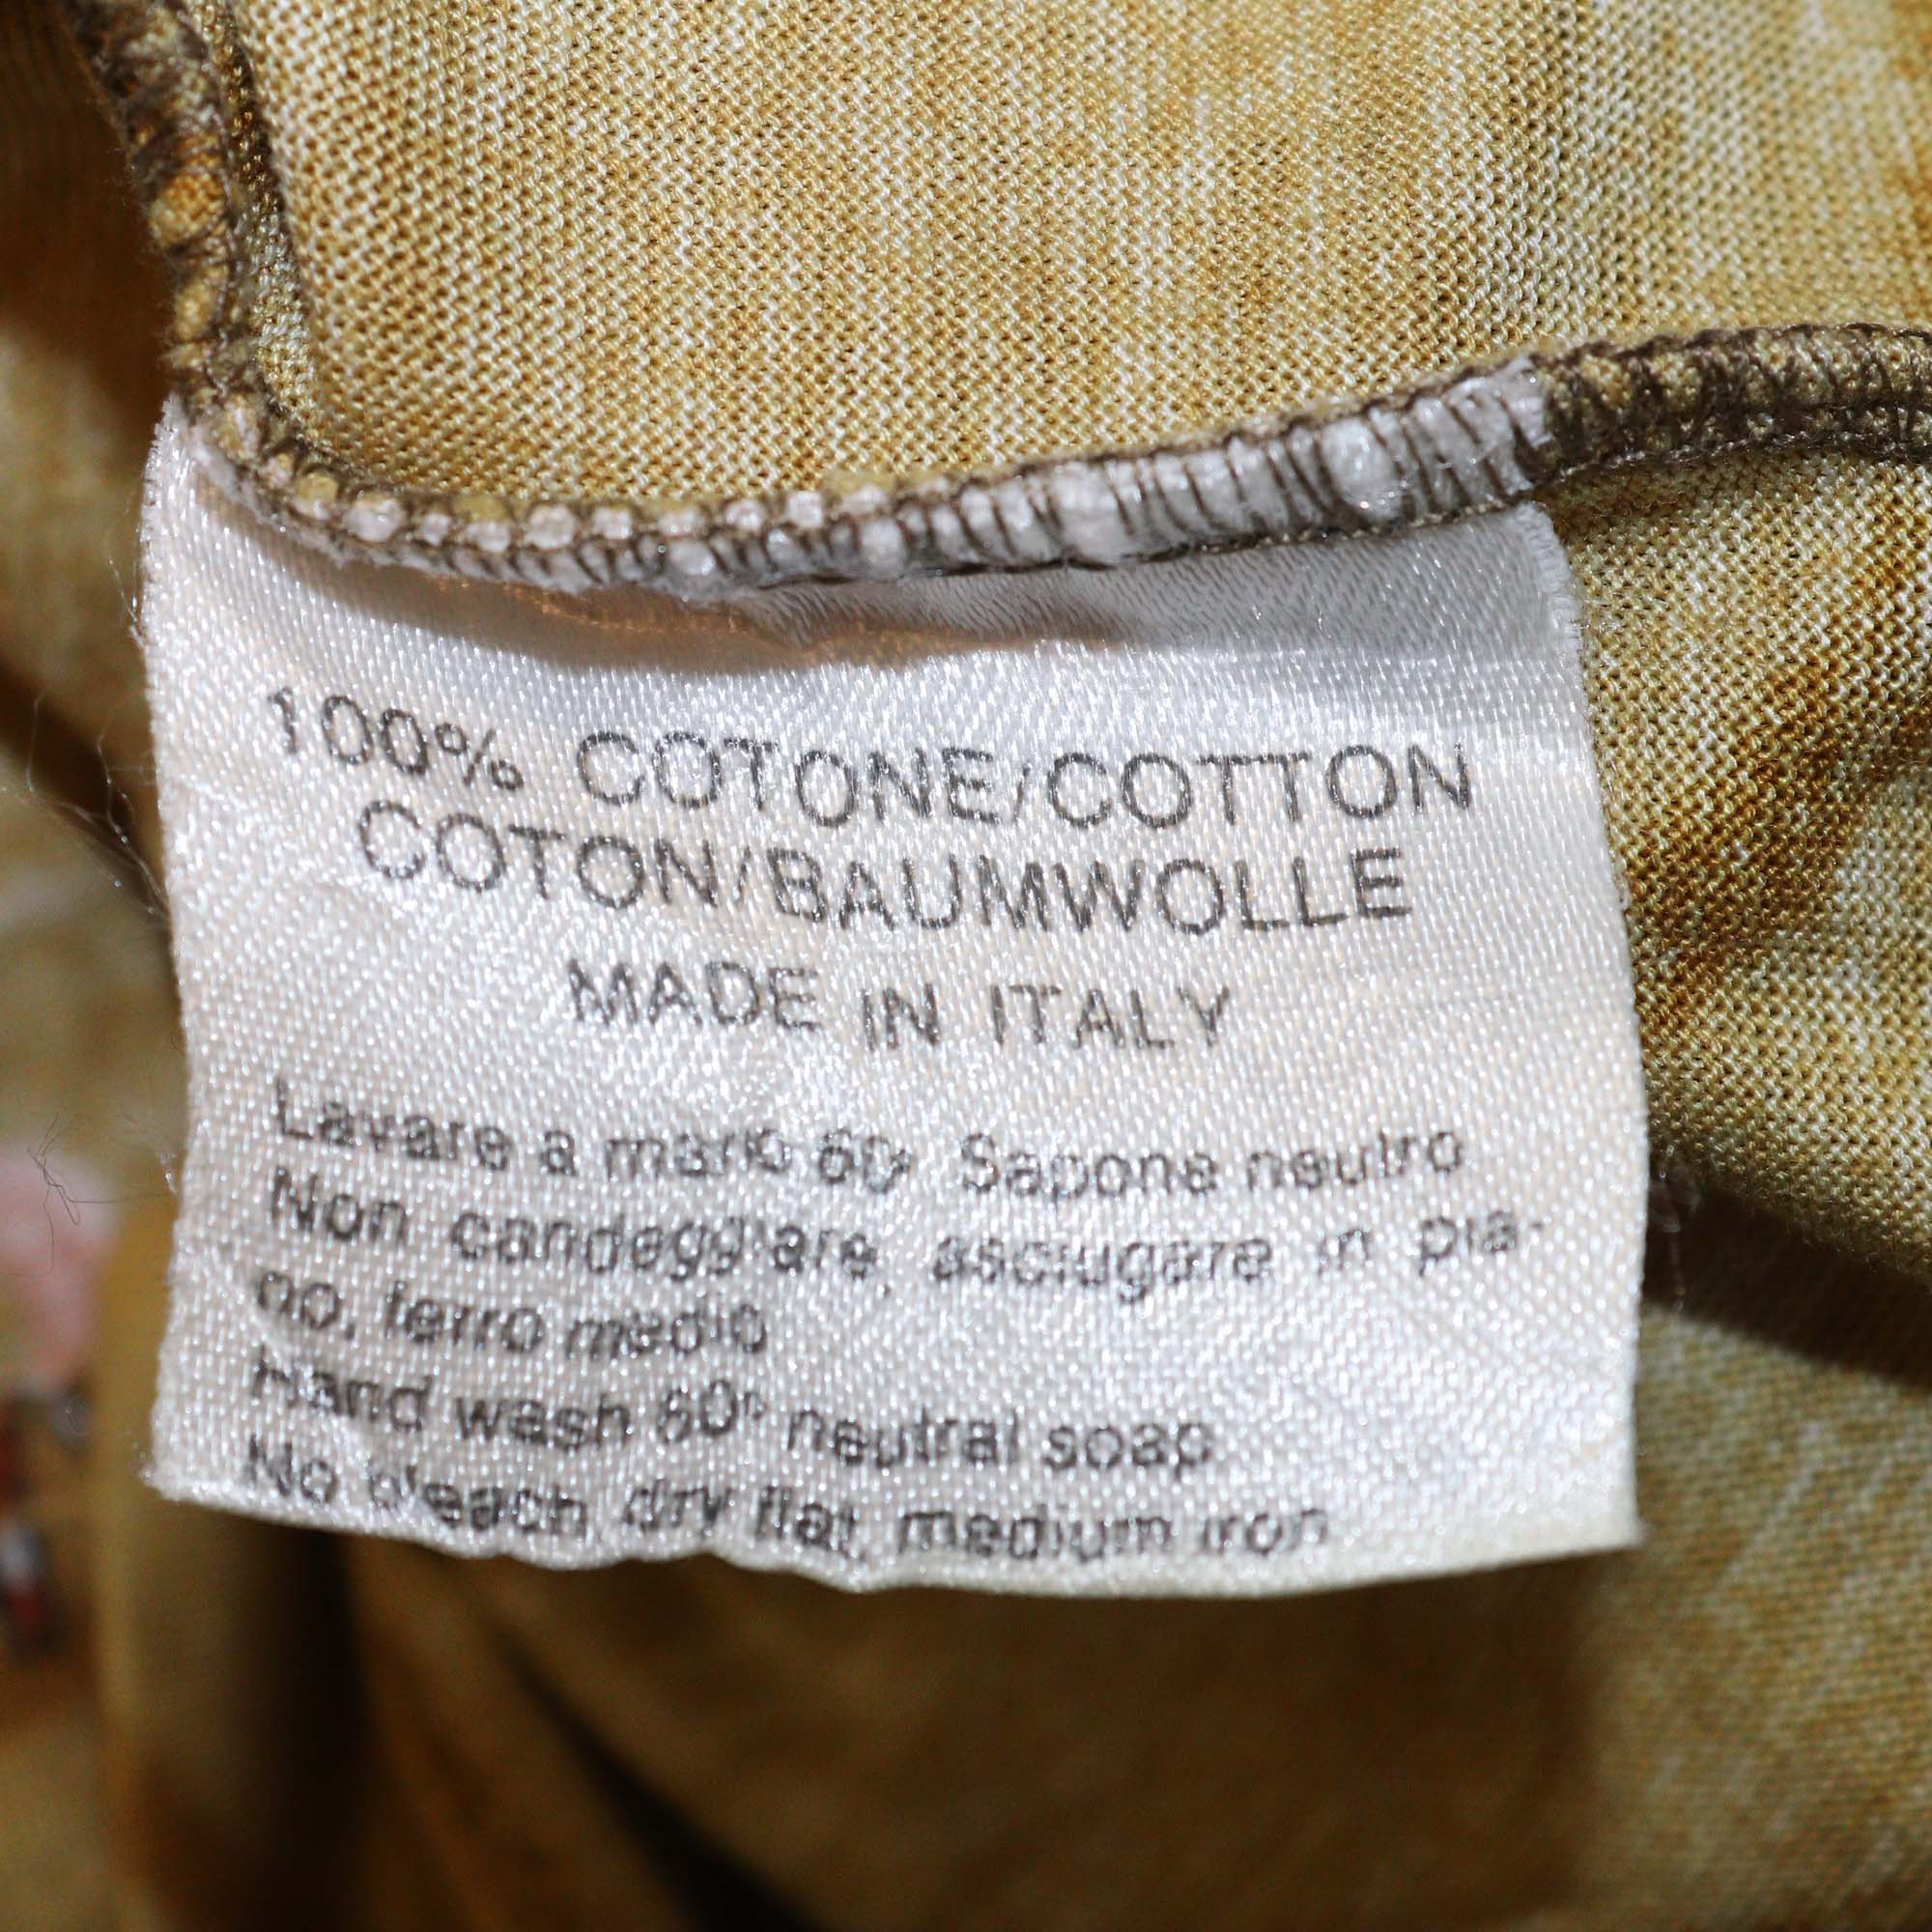 100% COTONE/COTTON
COTON/BAUMWOLLE
MADE IN ITALY
Lavare a mano 60° Sapone neutro
Non candeggiare, asciugare in pia-
no, ferro medio
Hand wash 60° neutral soap
No bleach, dry flat, medium iron